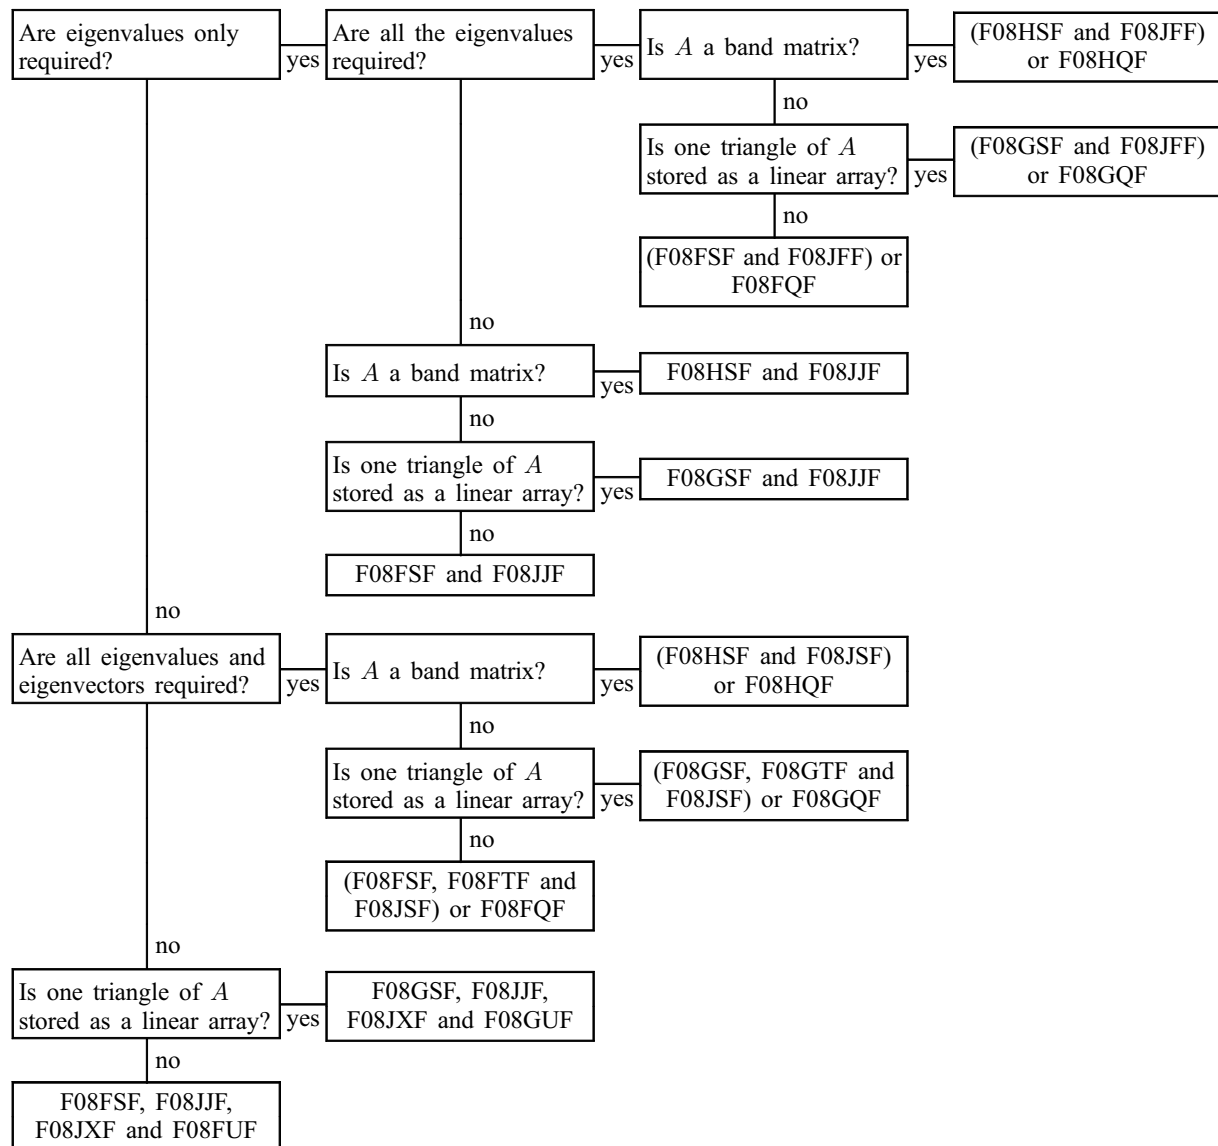 Are eigenvalues only
required?
yes
Are all the eigenvalues
required?
yes
Is A a band matrix?
yes
(F08HSF and F08JFF)
or F08HQF
no
Is one triangle of A
stored as a linear array?
yes
(F08GSF and F08JFF)
or F08GQF
no
(F08FSF and F08JFF) or
F08FQF
no
Is A a band matrix?
yes
F08HSF and F08JJF
no
Is one triangle of A
stored as a linear array?
yes
F08GSF and F08JJF
no
F08FSF and F08JJF
no
Are all eigenvalues and
eigenvectors required?
yes
Is A a band matrix?
yes
(F08HSF and F08JSF)
or F08HQF
no
Is one triangle of A
stored as a linear array?
yes
(F08GSF, F08GTF and
F08JSF) or F08GQF
no
(F08FSF, F08FTF and
F08JSF) or F08FQF
no
Is one triangle of A
stored as a linear array?
yes
F08GSF, F08JJF,
F08JXF and F08GUF
no
F08FSF, F08JJF,
F08JXF and F08FUF